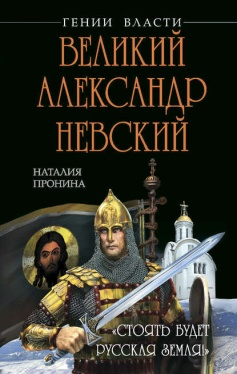 ГЕНИИ ВЛАСТИ
ВЕЛИКИЙ
АЛЕКСАНДР
НЕВСКИЙ
НАТАЛИЯ
ПРОНИНА
«СТОЯТЬ БУДЕТ
РУССКАЯ ЗЕМЛЯ!»